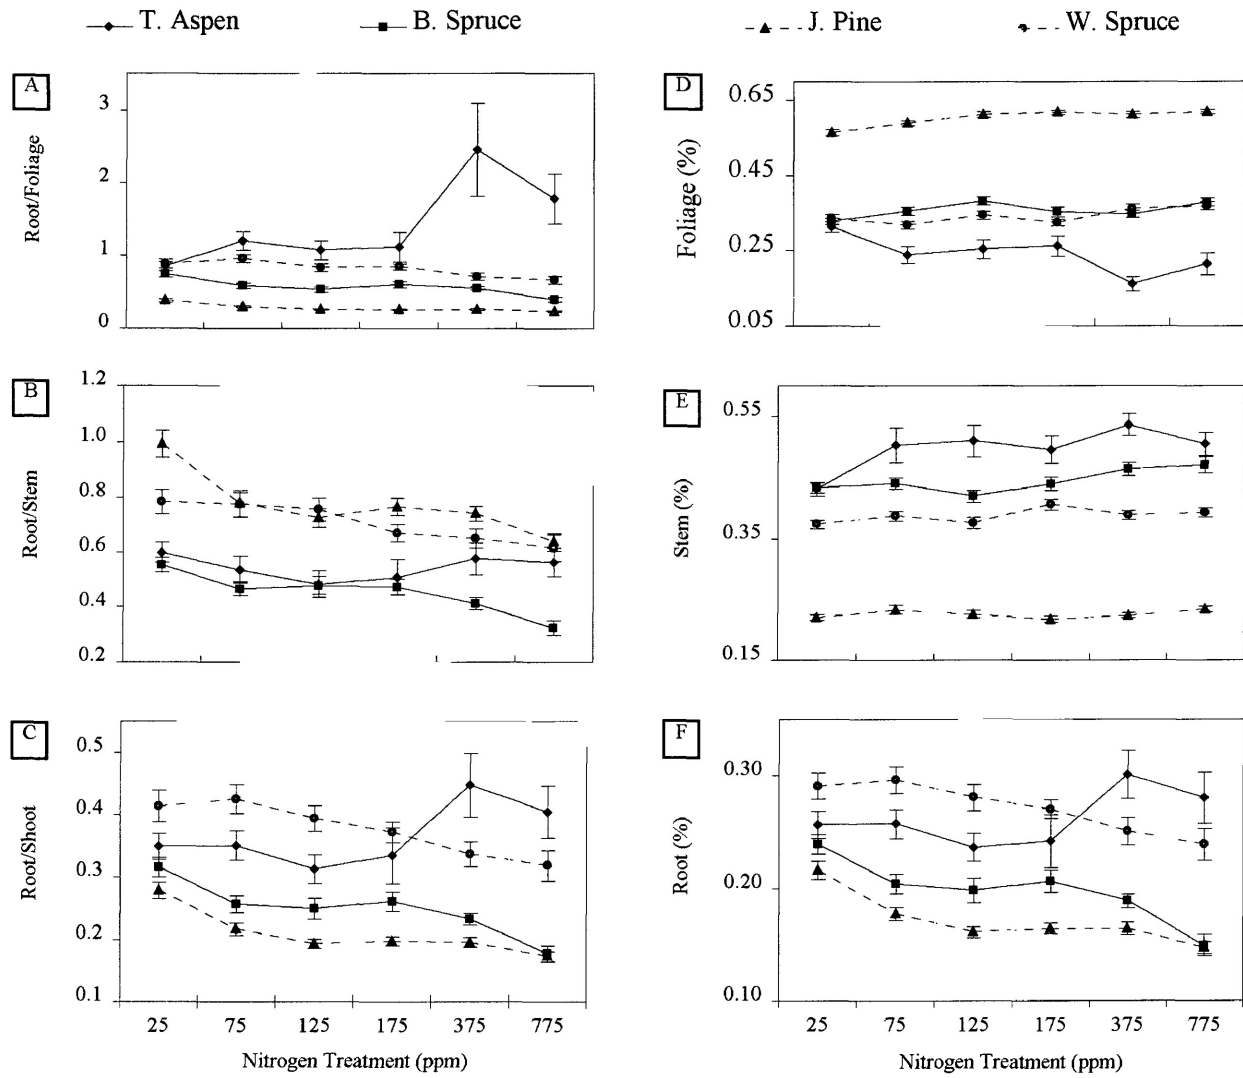 T. Aspen B. Spruce J. Pine W. Spruce
A
Root/Foliage
3
2
1
0
B
Root/Stem
1.2
1.0
0.8
0.6
0.4
0.2
C
Root/Shoot
0.5
0.4
0.3
0.2
0.1
25 75 125 175 375 775
Nitrogen Treatment (ppm)
D
Foliage (%)
0.65
0.45
0.25
0.05
E
Stem (%)
0.55
0.35
0.15
F
Root (%)
0.30
0.20
0.10
25 75 125 175 375 775
Nitrogen Treatment (ppm)